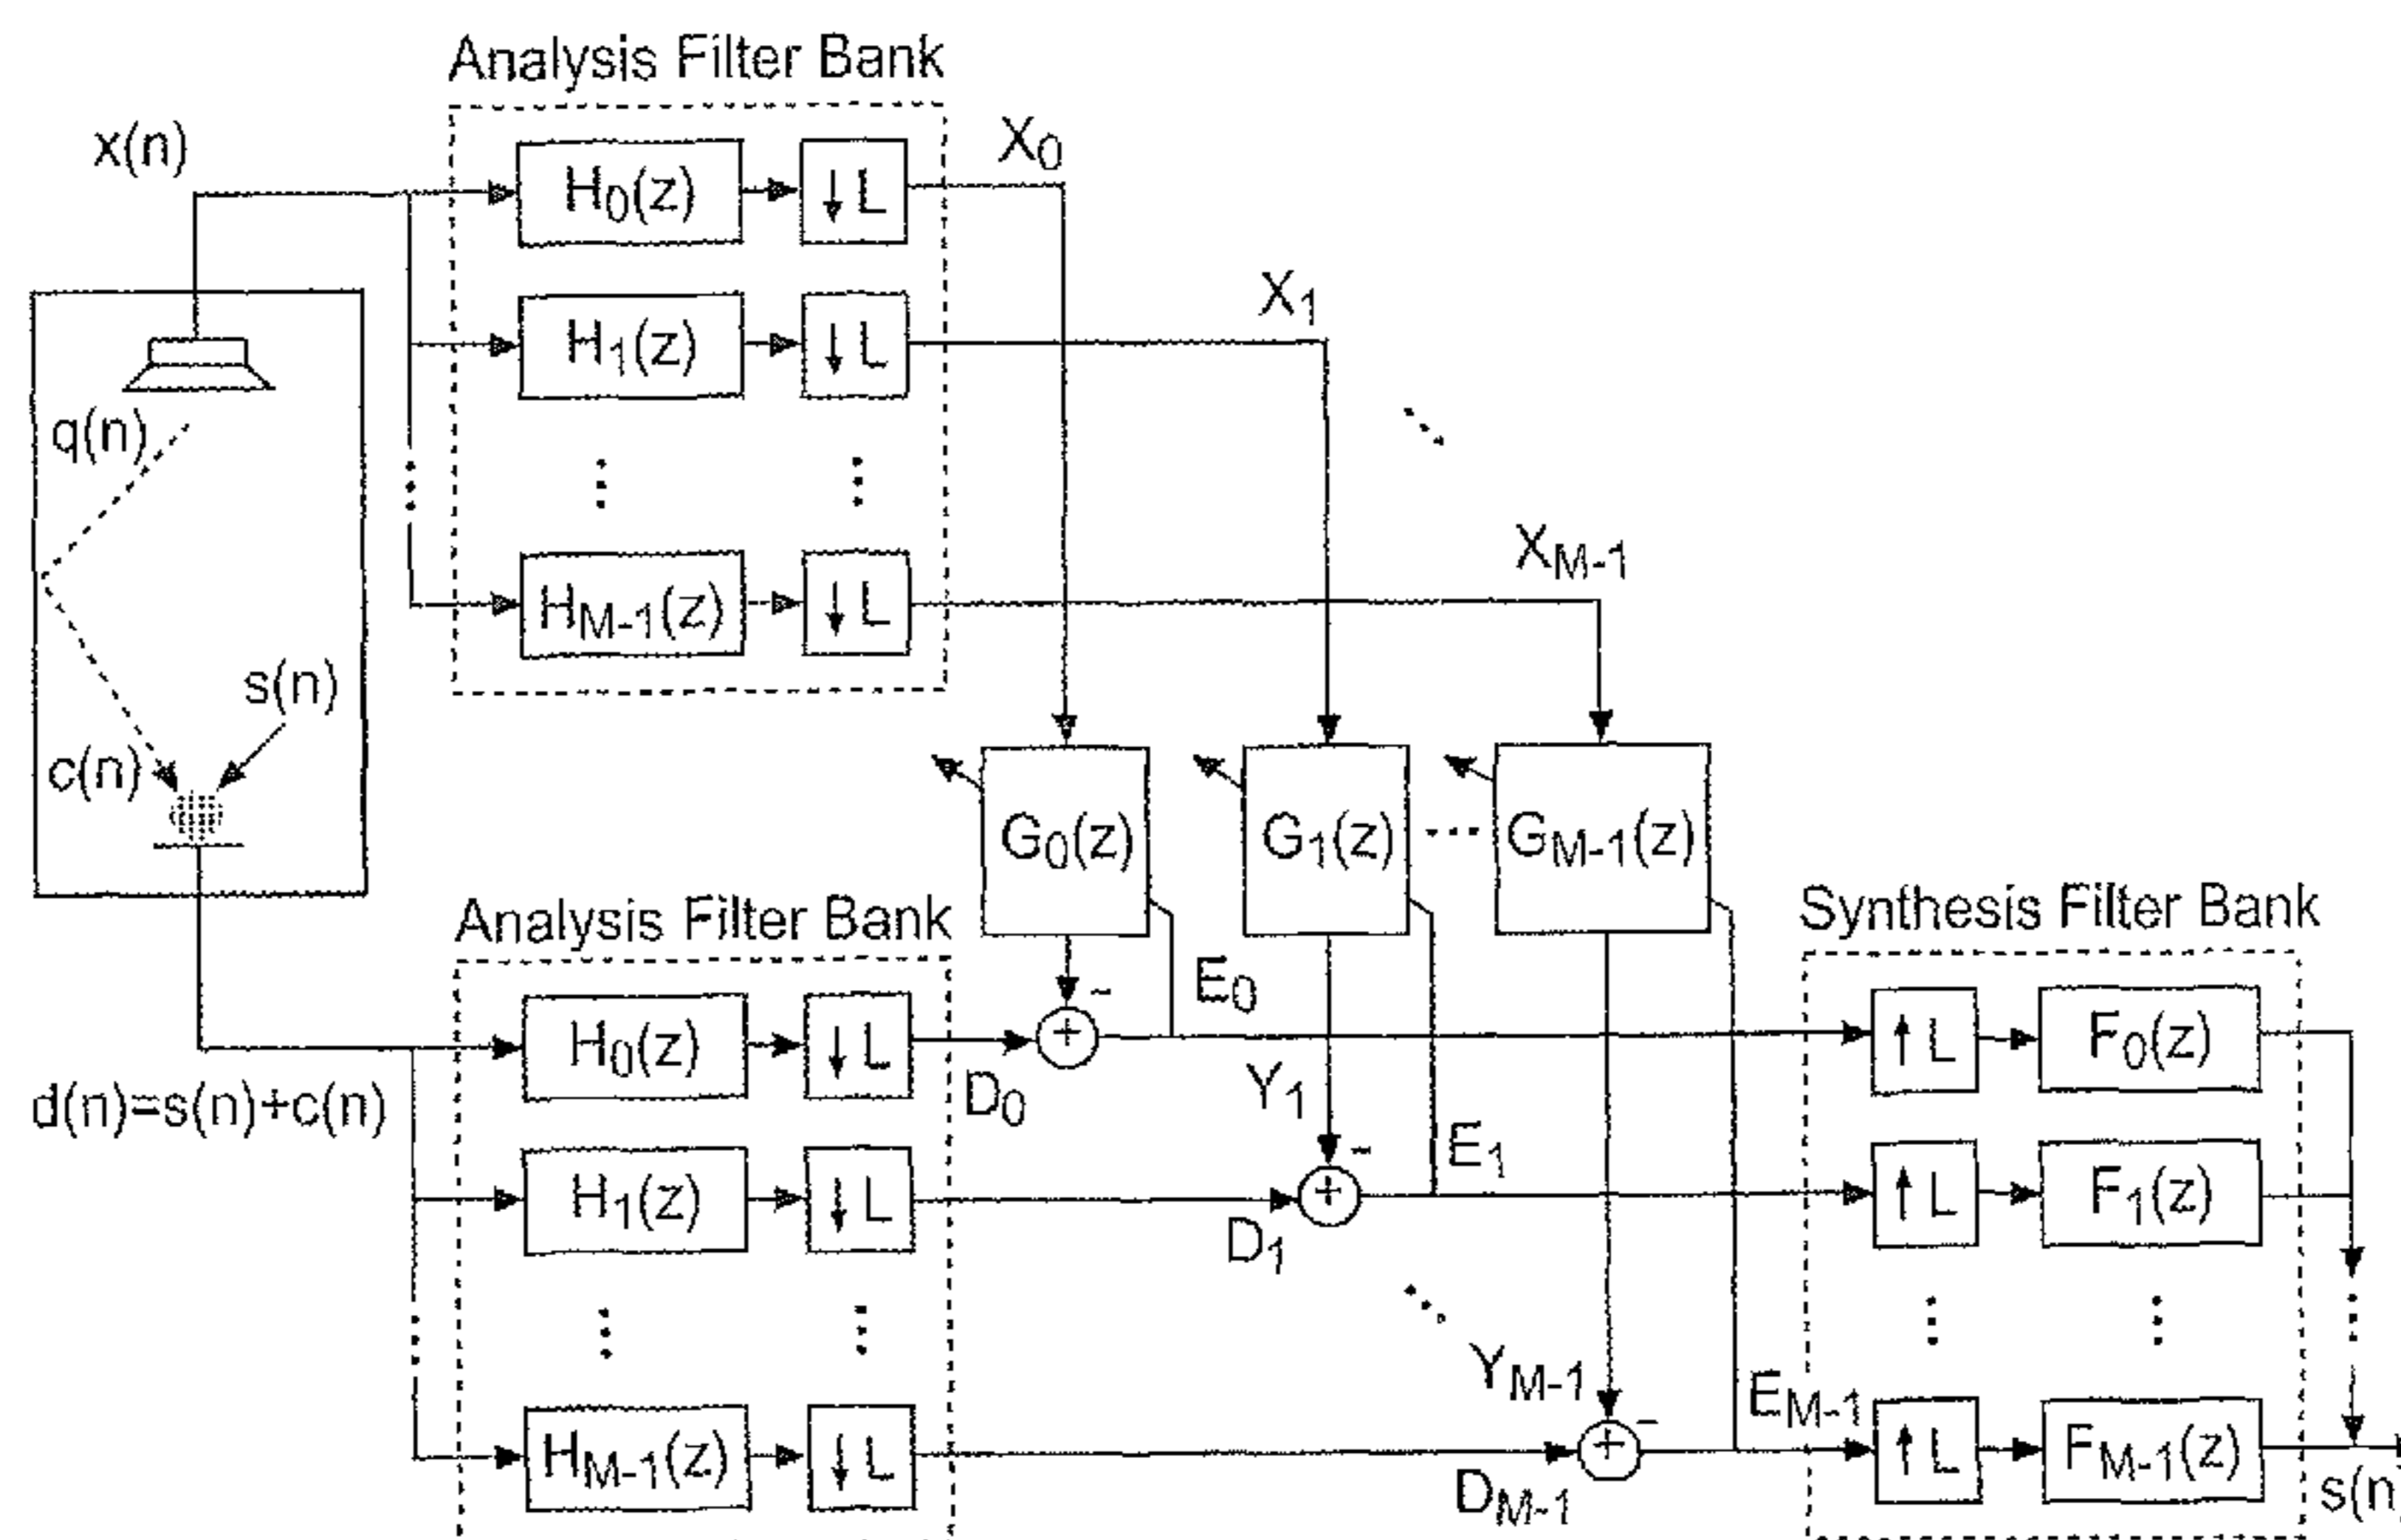 Analysis Filter Bank
x(n)
H0(z)
↓L
X0
H1(z)
↓L
X1
q(n)
HM-1(z)
↓L
XM-1
s(n)
c(n)
G0(z)
G1(z)
...
GM-1(z)
Analysis Filter Bank
Synthesis Filter Bank
d(n)=s(n)+c(n)
H0(z)
↓L
D0
+
-
E0
↑L
F0(z)
Y1
H1(z)
↓L
D1
+
-
E1
↑L
F1(z)
YM-1
HM-1(z)
↓L
DM-1
+
-
EM-1
↑L
FM-1(z)
s(n